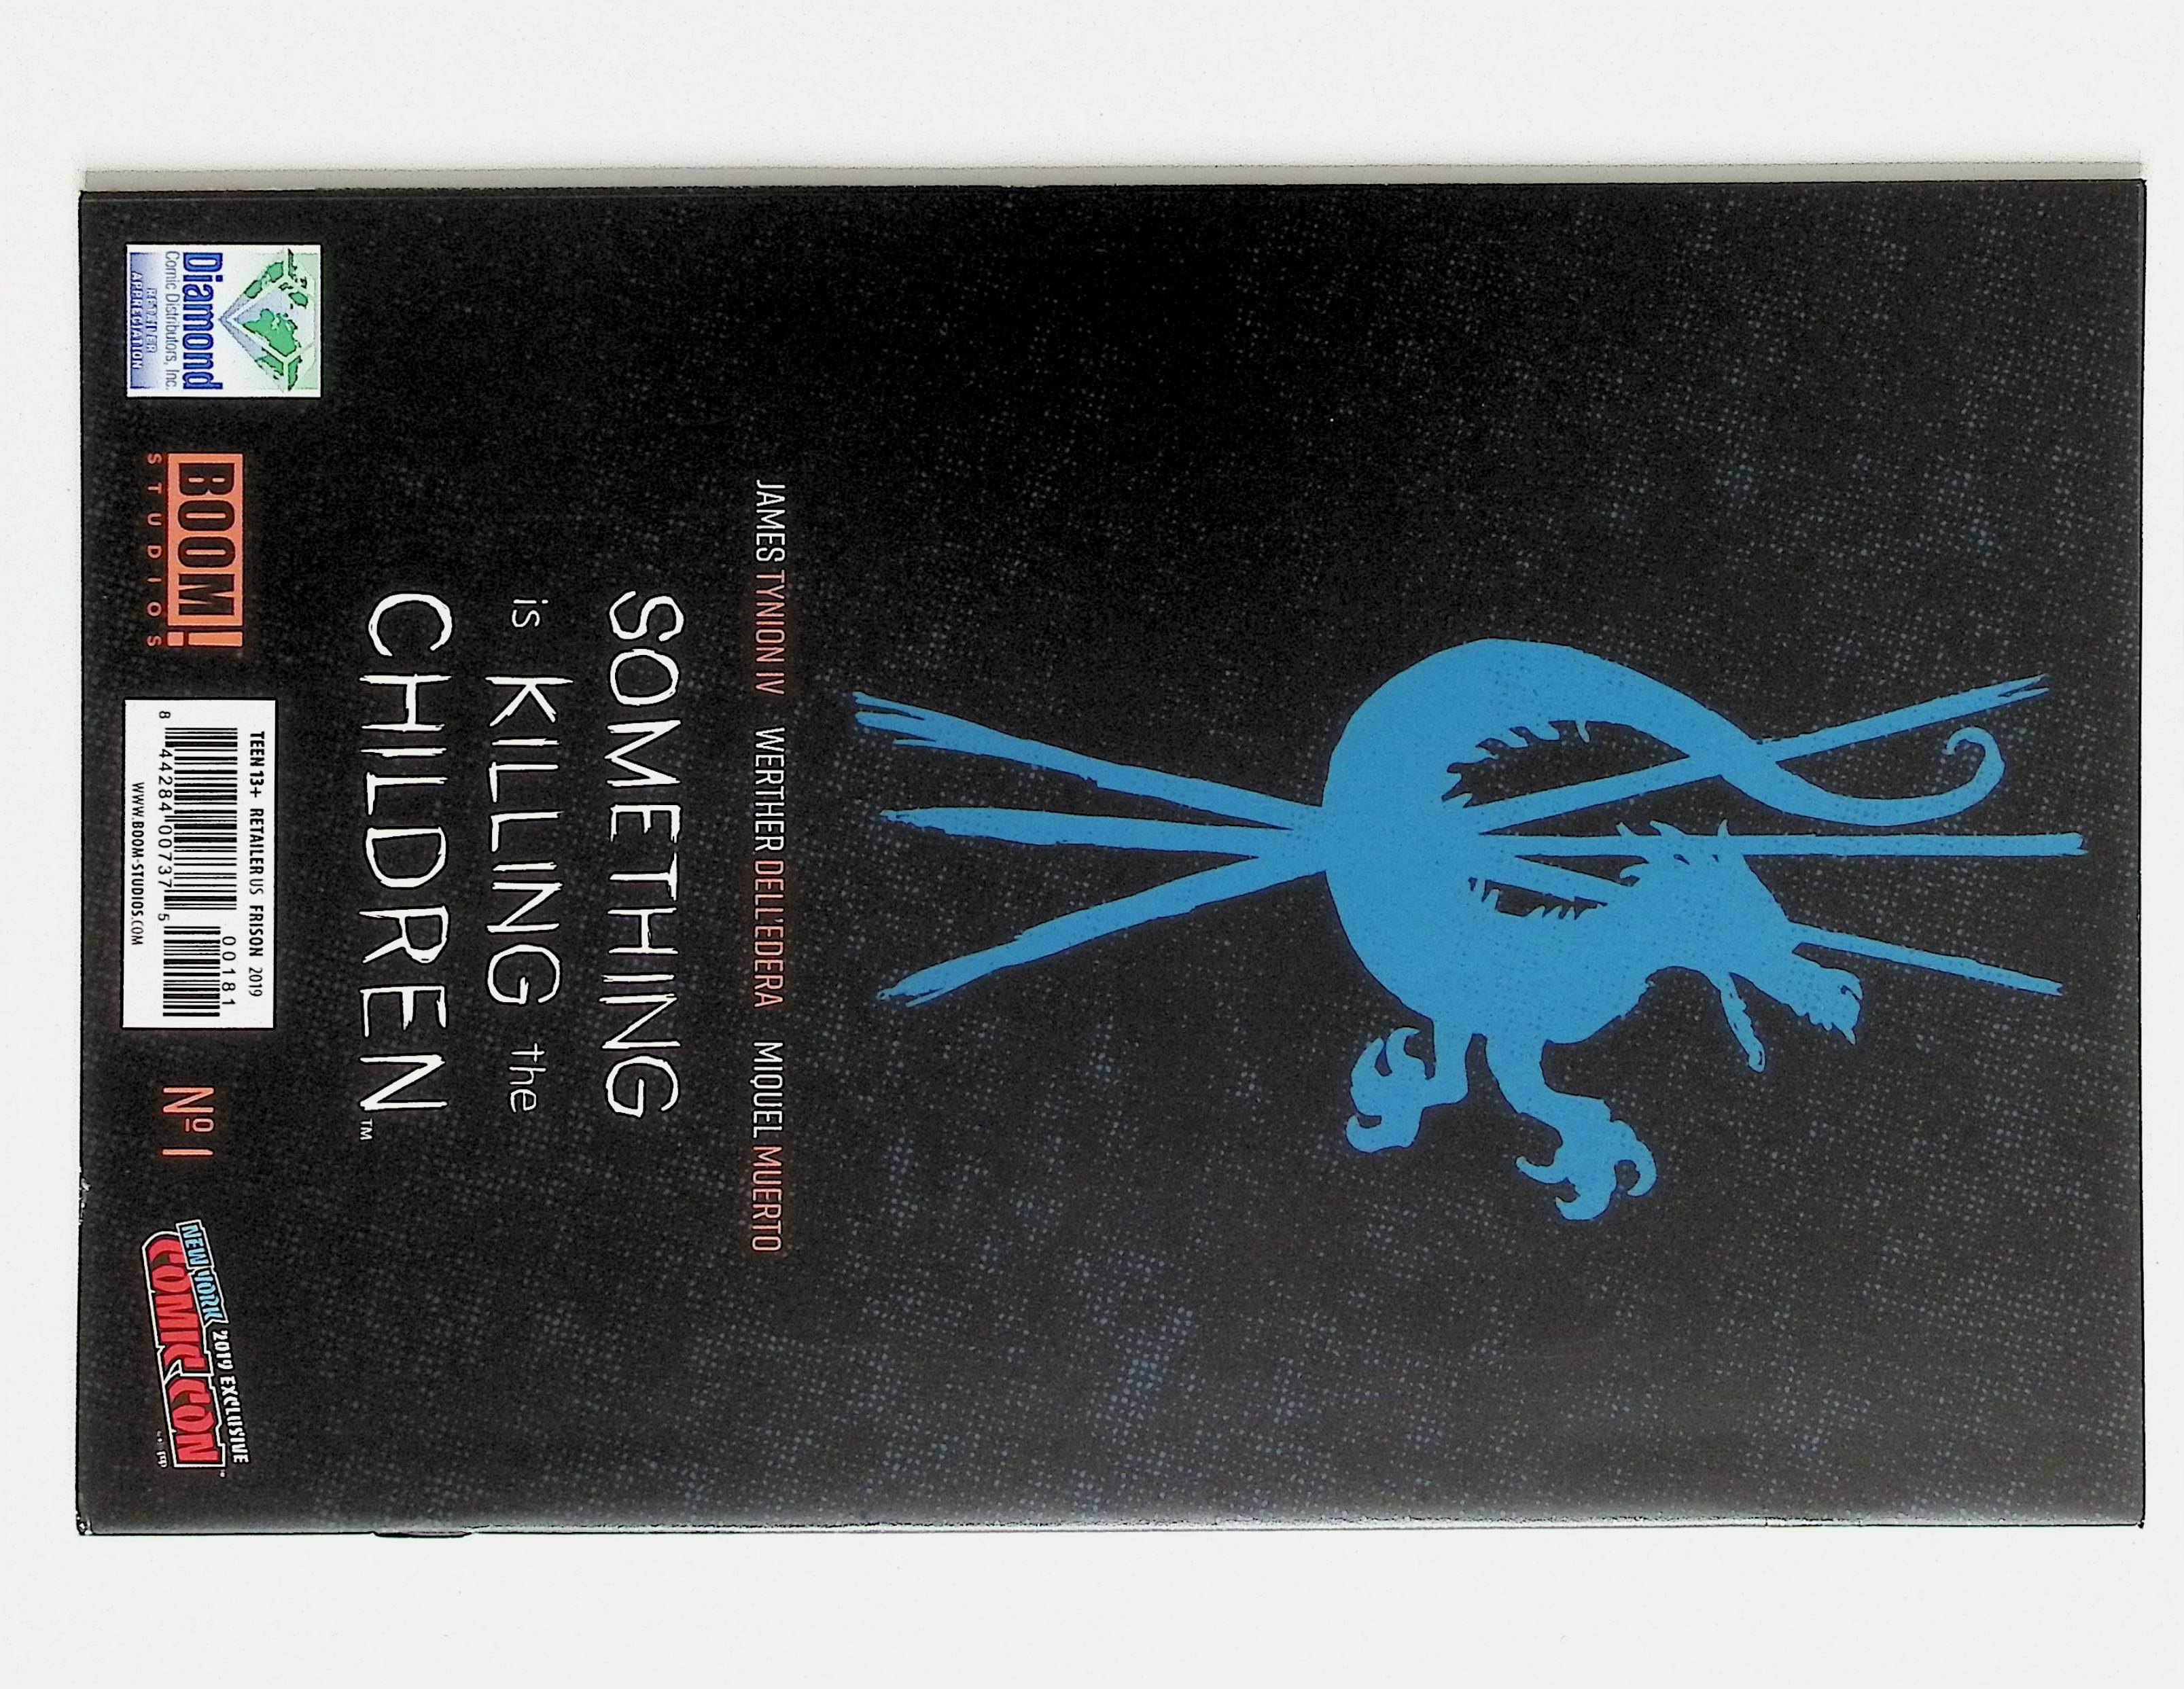 JAMES TYNION IV WERTHER DELL'EDERA MIQUEL MUERTO
SOMETHING
is KILLING the
CHILDREN™
Diamond
Comic Distributors, Inc.
RETAILER
APPRECIATION
BOOM!
STUDIOS
TEEN 13+ RETAILER US FRISON 2019
00181
8 44284 00737 5
WWW.BOOM-STUDIOS.COM
Nº 1
2019 EXCLUSIVE
NEW YORK
COMIC CON